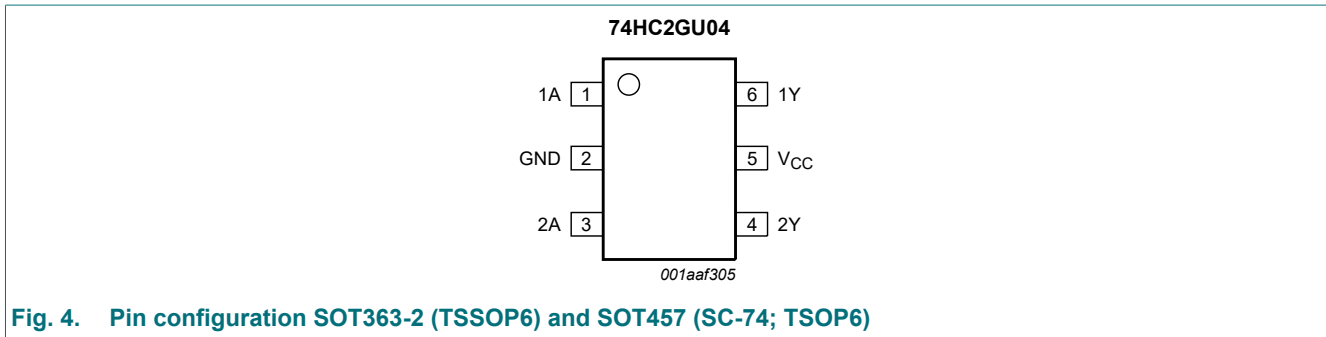 74HC2GU04
1A 1 6 1Y
GND 2 5 VCC
2A 3 4 2Y
001aaf305
Fig. 4. Pin configuration SOT363-2 (TSSOP6) and SOT457 (SC-74; TSOP6)